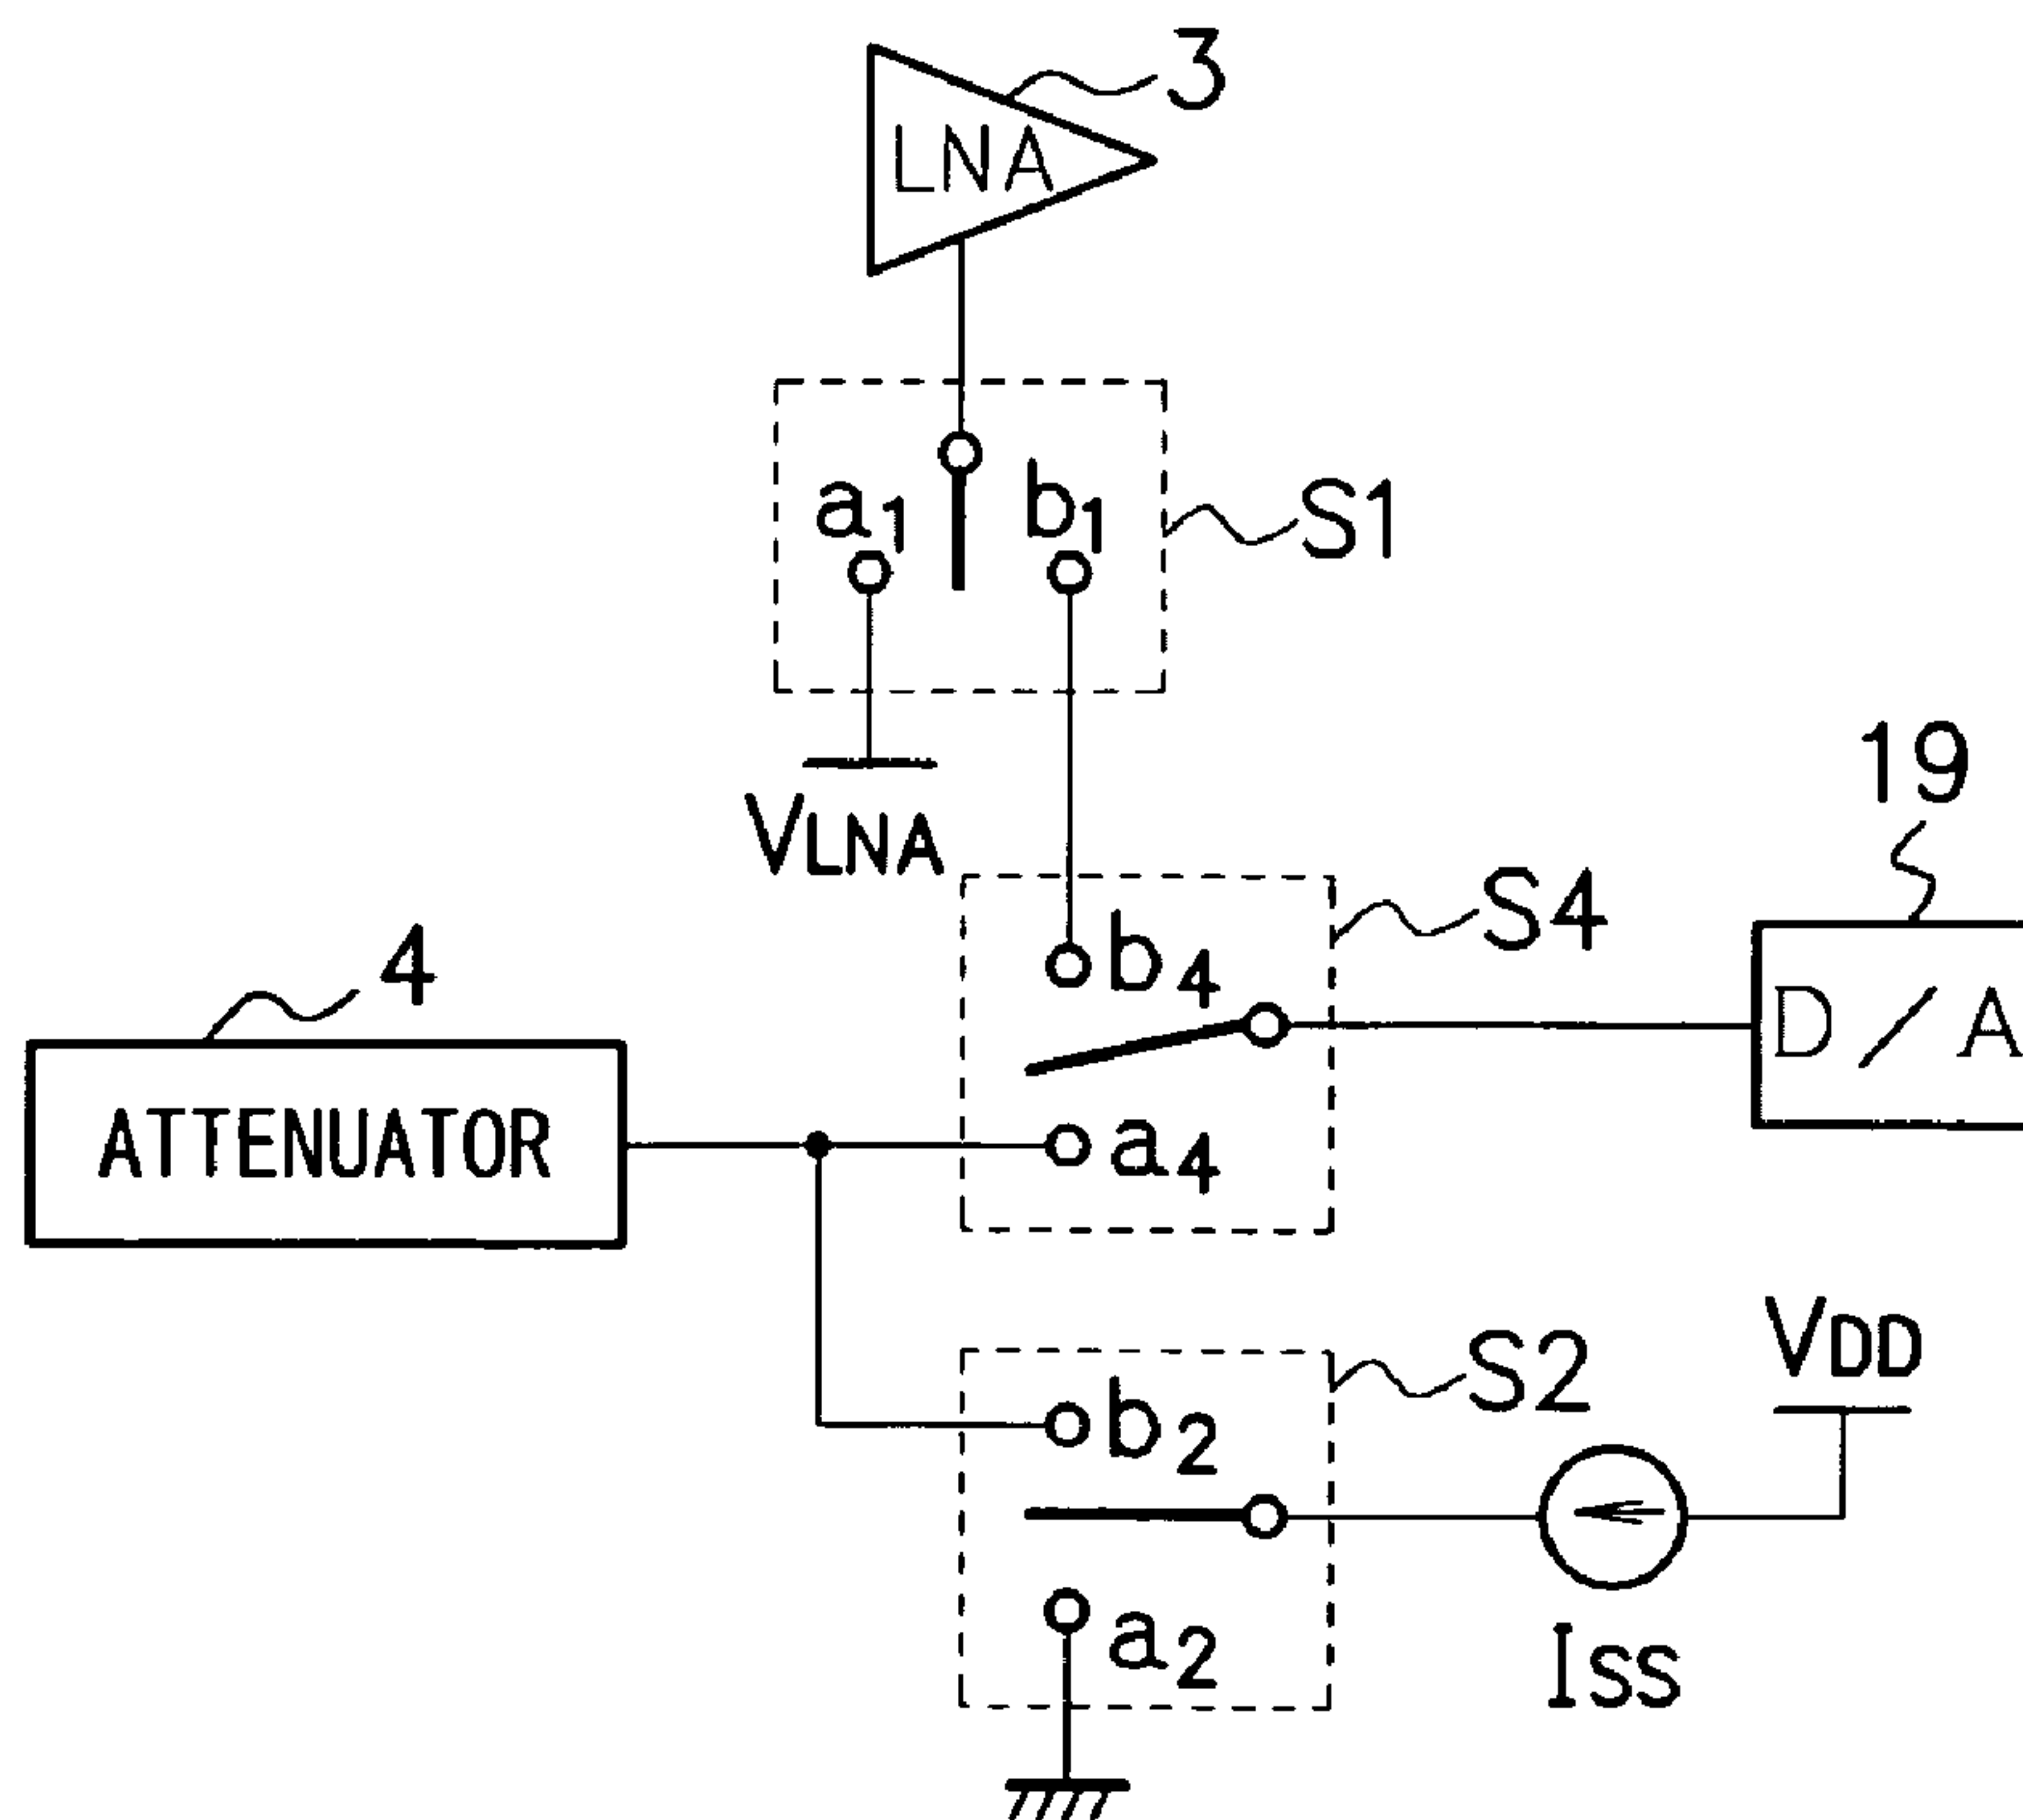 3
LNA
a1
b1
S1
VLNA
19
S4
b4
D/A
4
ATTENUATOR
a4
VDD
S2
b2
a2
ISS